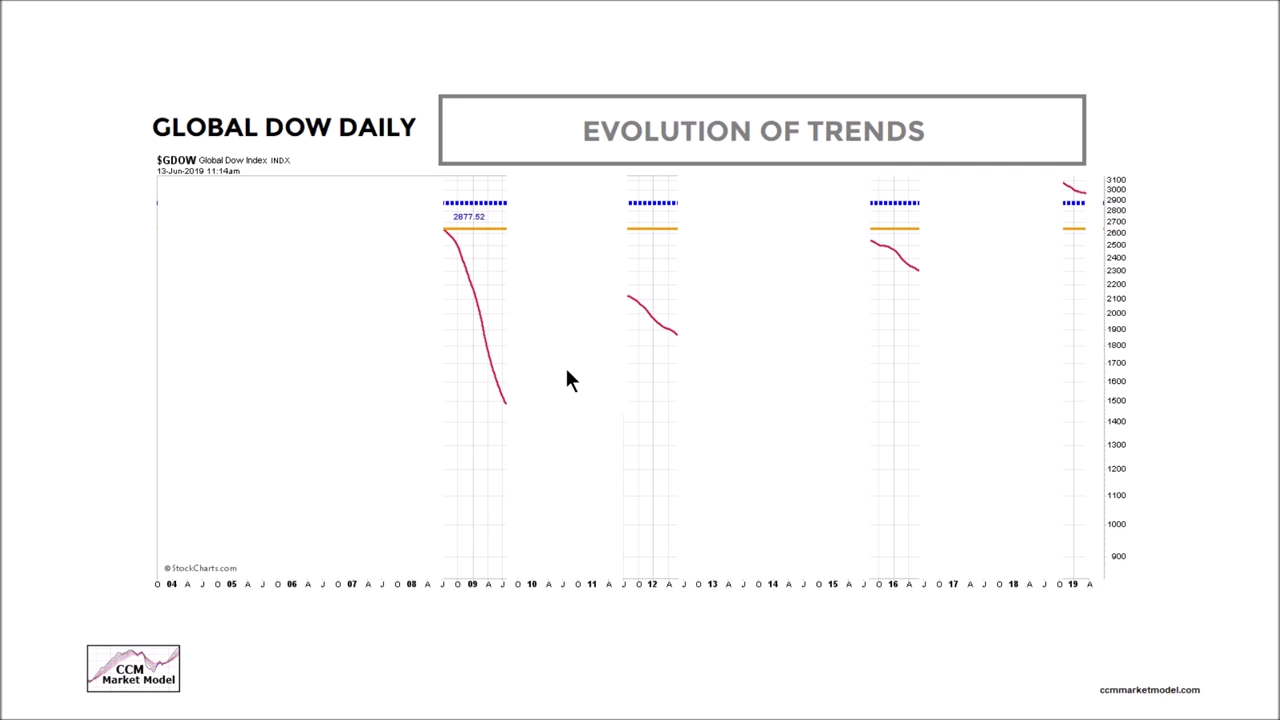 GLOBAL DOW DAILY
EVOLUTION OF TRENDS
$GDOW Global Dow Index INDX
13-Jun-2019 11:14am
2877.52
3100
3000
2900
2800
2700
2600
2500
2400
2300
2200
2100
2000
1900
1800
1700
1600
1500
1400
1300
1200
1100
1000
900
©StockCharts.com
O 04 A J O 05 A J O 06 A J O 07 A J O 08 A J O 09 A J O 10 A J O 11 A J O 12 A J O 13 A J O 14 A J O 15 A J O 16 A J O 17 A J O 18 A J O 19 A
CCM
Market Model
ccmmarketmodel.com